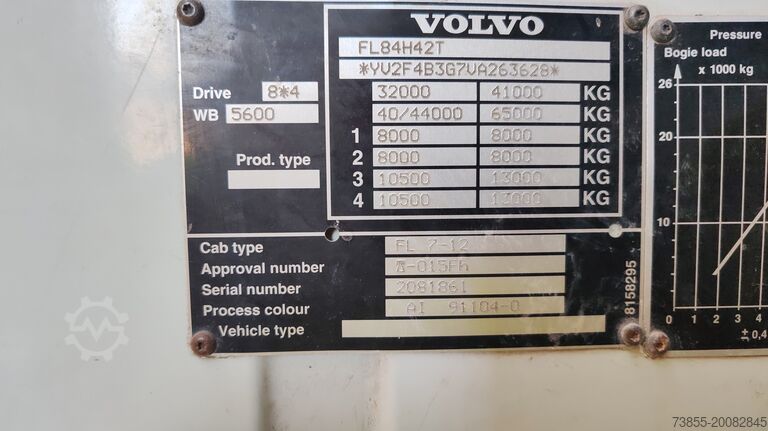 VOLVO
FL84H42T
*YV2F4B3G7VA263628*
Drive 8*4 32000 41000 KG
WB 5600 40/44000 65000 KG
1 8000 8000 KG
2 8000 8000 KG
Prod. type 3 10500 13000 KG
4 10500 13000 KG
Cab type FL 7-12
Approval number -015FA
Serial number 2081861
Process colour AI 91104-0
Vehicle type
8158295
Pressure
Bogie load
x 1000 kg
26
20
10
0 1 2 3 4
± 0,4
73855-20082845